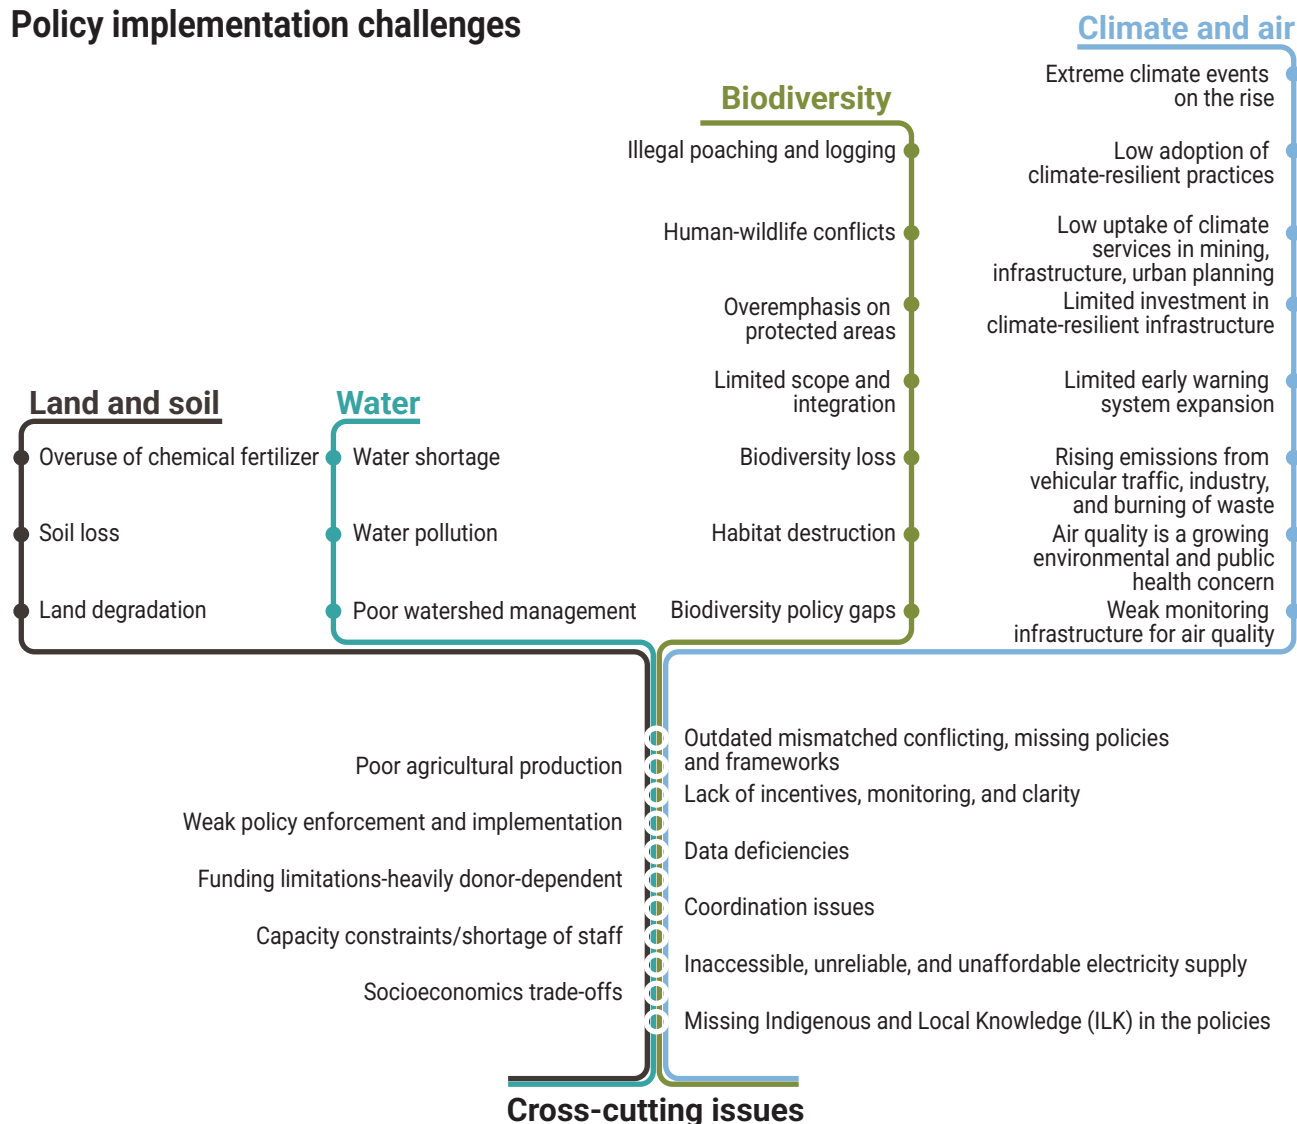 Policy implementation challenges
Land and soil
Overuse of chemical fertilizer
Soil loss
Land degradation
Water
Water shortage
Water pollution
Poor watershed management
Biodiversity
Illegal poaching and logging
Human-wildlife conflicts
Overemphasis on
protected areas
Limited scope and
integration
Biodiversity loss
Habitat destruction
Biodiversity policy gaps
Climate and air
Extreme climate events
on the rise
Low adoption of
climate-resilient practices
Low uptake of climate
services in mining,
infrastructure, urban planning
Limited investment in
climate-resilient infrastructure
Limited early warning
system expansion
Rising emissions from
vehicular traffic, industry,
and burning of waste
Air quality is a growing
environmental and public
health concern
Weak monitoring
infrastructure for air quality
Outdated mismatched conflicting, missing policies
and frameworks
Poor agricultural production
Lack of incentives, monitoring, and clarity
Weak policy enforcement and implementation
Data deficiencies
Funding limitations-heavily donor-dependent
Coordination issues
Capacity constraints/shortage of staff
Inaccessible, unreliable, and unaffordable electricity supply
Socioeconomics trade-offs
Missing Indigenous and Local Knowledge (ILK) in the policies
Cross-cutting issues